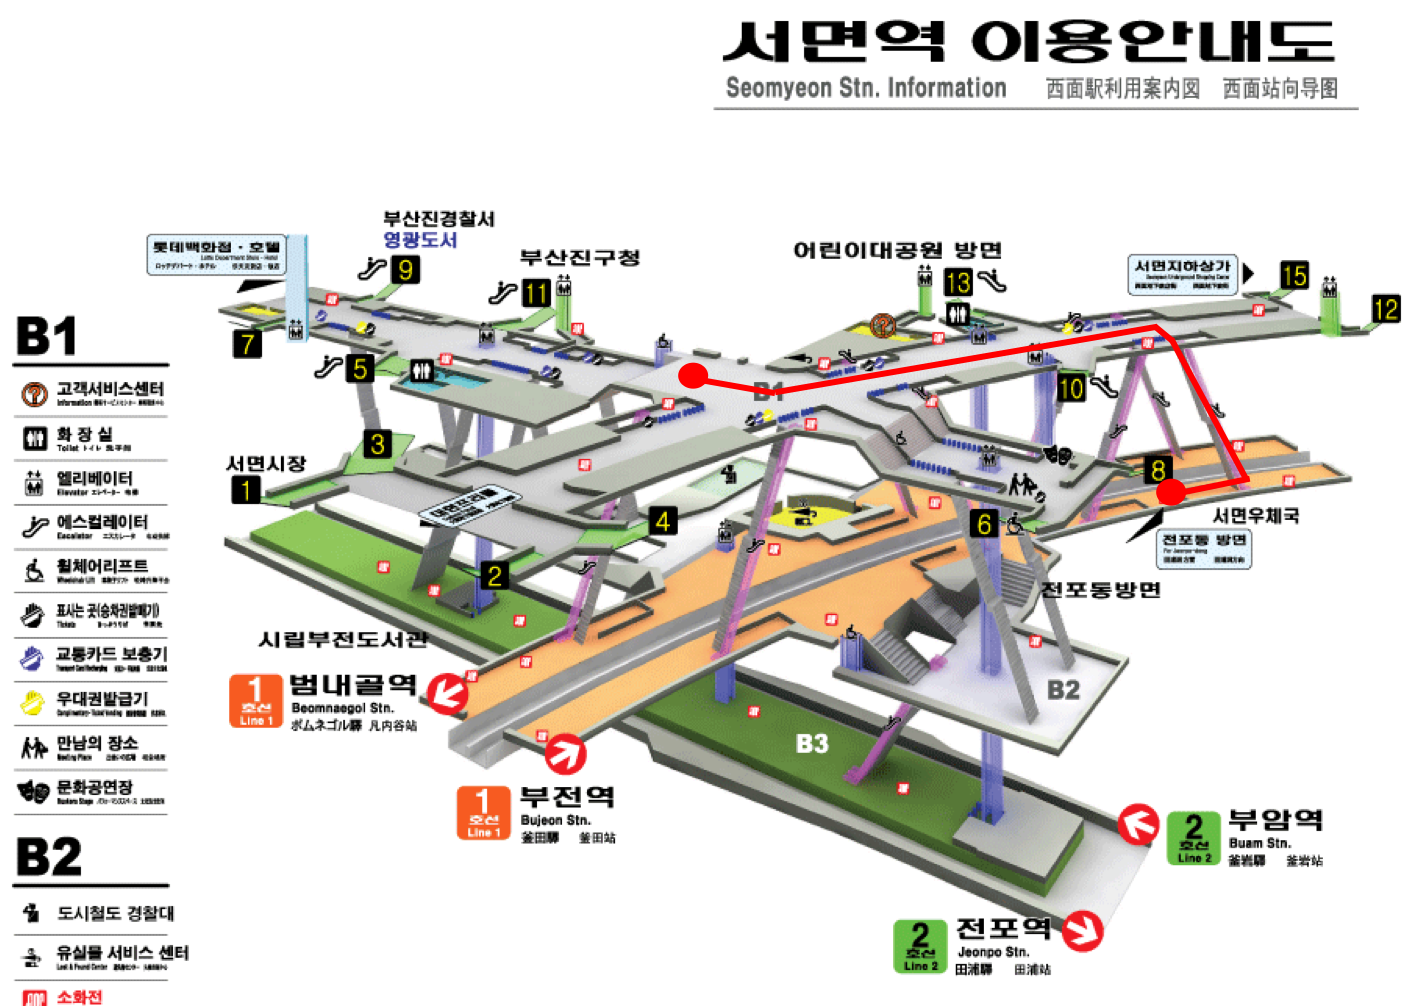 서면역 이용안내도
Seomyeon Stn. Information 西面駅利用案内図 西面站向导图
부산진경찰서
영광도서
롯데백화점 · 호텔
9
부산진구청
11
7
5
3
서면시장
1
어린이대공원 방면
13
서면지하상가
15
12
10
B1
8
서면우체국
전포동 방면
6
4
2
전포동방면
시립부전도서관
1
호선
Line 1
범내골역
Beomnaegol Stn.
ポムネゴル驛 凡内谷站
1
호선
Line 1
부전역
Bujeon Stn.
釜田驛 釜田站
B2
B3
2
호선
Line 2
부암역
Buam Stn.
釜岩驛 釜岩站
2
호선
Line 2
전포역
Jeonpo Stn.
田浦驛 田浦站
B1
고객서비스센터
Information
화장실
Toilet
엘리베이터
Elevator
에스컬레이터
Escalator
휠체어리프트
Wheelchair Lift
표사는 곳(승차권발매기)
Tickets
교통카드 보충기
우대권발급기
만남의 장소
Meeting Place
문화공연장
B2
도시철도 경찰대
유실물 서비스 센터
Lost & Found Center
소화전